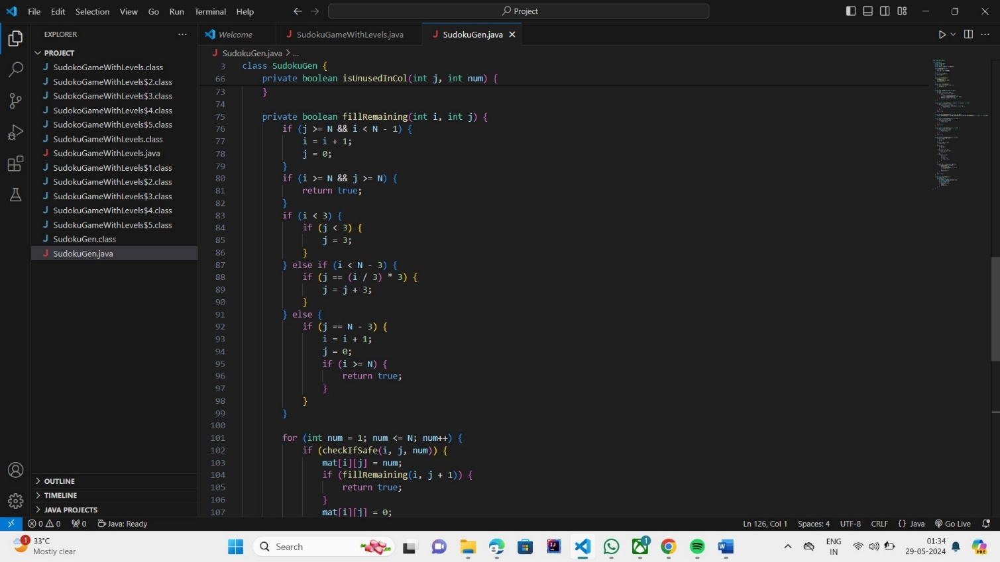 File Edit Selection View Go Run Terminal Help
Project
EXPLORER
Welcome
SudokuGameWithLevels.java
SudokuGen.java
PROJECT
SudokoGameWithLevels.class
SudokuGameWithLevels$2.class
SudokoGameWithLevels$3.class
SudokoGameWithLevels$4.class
SudokoGameWithLevels$5.class
SudokuGameWithLevels.class
SudokuGameWithLevels.java
SudokuGameWithLevels$1.class
SudokuGameWithLevels$2.class
SudokuGameWithLevels$3.class
SudokuGameWithLevels$4.class
SudokuGameWithLevels$5.class
SudokuGen.class
SudokuGen.java
OUTLINE
TIMELINE
JAVA PROJECTS
SudokuGen.java > ...
3 class SudokuGen {
66 private boolean isUnusedInCol(int j, int num) {
73 }
74
75 private boolean fillRemaining(int i, int j) {
76 if (j >= N && i < N - 1) {
77 i = i + 1;
78 j = 0;
79 }
80 if (i >= N && j >= N) {
81 return true;
82 }
83 if (i < 3) {
84 if (j < 3) {
85 j = 3;
86 }
87 } else if (i < N - 3) {
88 if (j == (i / 3) * 3) {
89 j = j + 3;
90 }
91 } else {
92 if (j == N - 3) {
93 i = i + 1;
94 j = 0;
95 if (i >= N) {
96 return true;
97 }
98 }
99 }
100
101 for (int num = 1; num <= N; num++) {
102 if (checkIfSafe(i, j, num)) {
103 mat[i][j] = num;
104 if (fillRemaining(i, j + 1)) {
105 return true;
106 }
107 mat[i][j] = 0;
0 0 0 Java: Ready
Ln 126, Col 1 Spaces: 4 UTF-8 CRLF {} Java Go Live
1
33°C
Mostly clear
Search
1
ENG
IN
01:34
29-05-2024
PRE